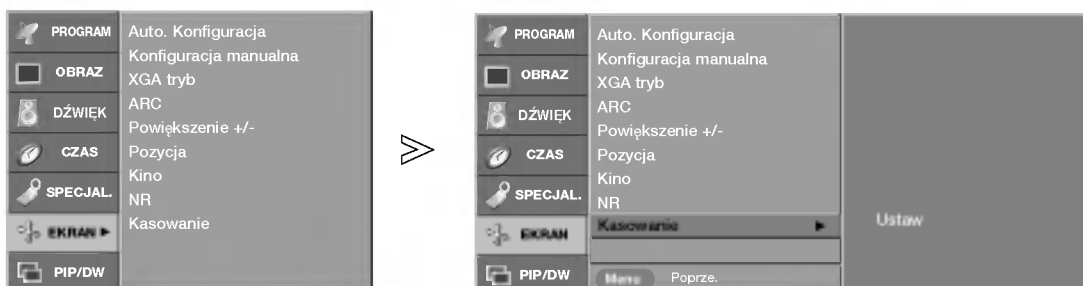 PROGRAM
OBRAZ
DŹWIĘK
CZAS
SPECJAL.
EKRAN
PIP/DW
Auto. Konfiguracja
Konfiguracja manualna
XGA tryb
ARC
Powiększenie +/-
Pozycja
Kino
NR
Kasowanie
PROGRAM
OBRAZ
DŹWIĘK
CZAS
SPECJAL.
EKRAN
PIP/DW
Auto. Konfiguracja
Konfiguracja manualna
XGA tryb
ARC
Powiększenie +/-
Pozycja
Kino
NR
Kasowanie
Menu Poprze.
Ustaw